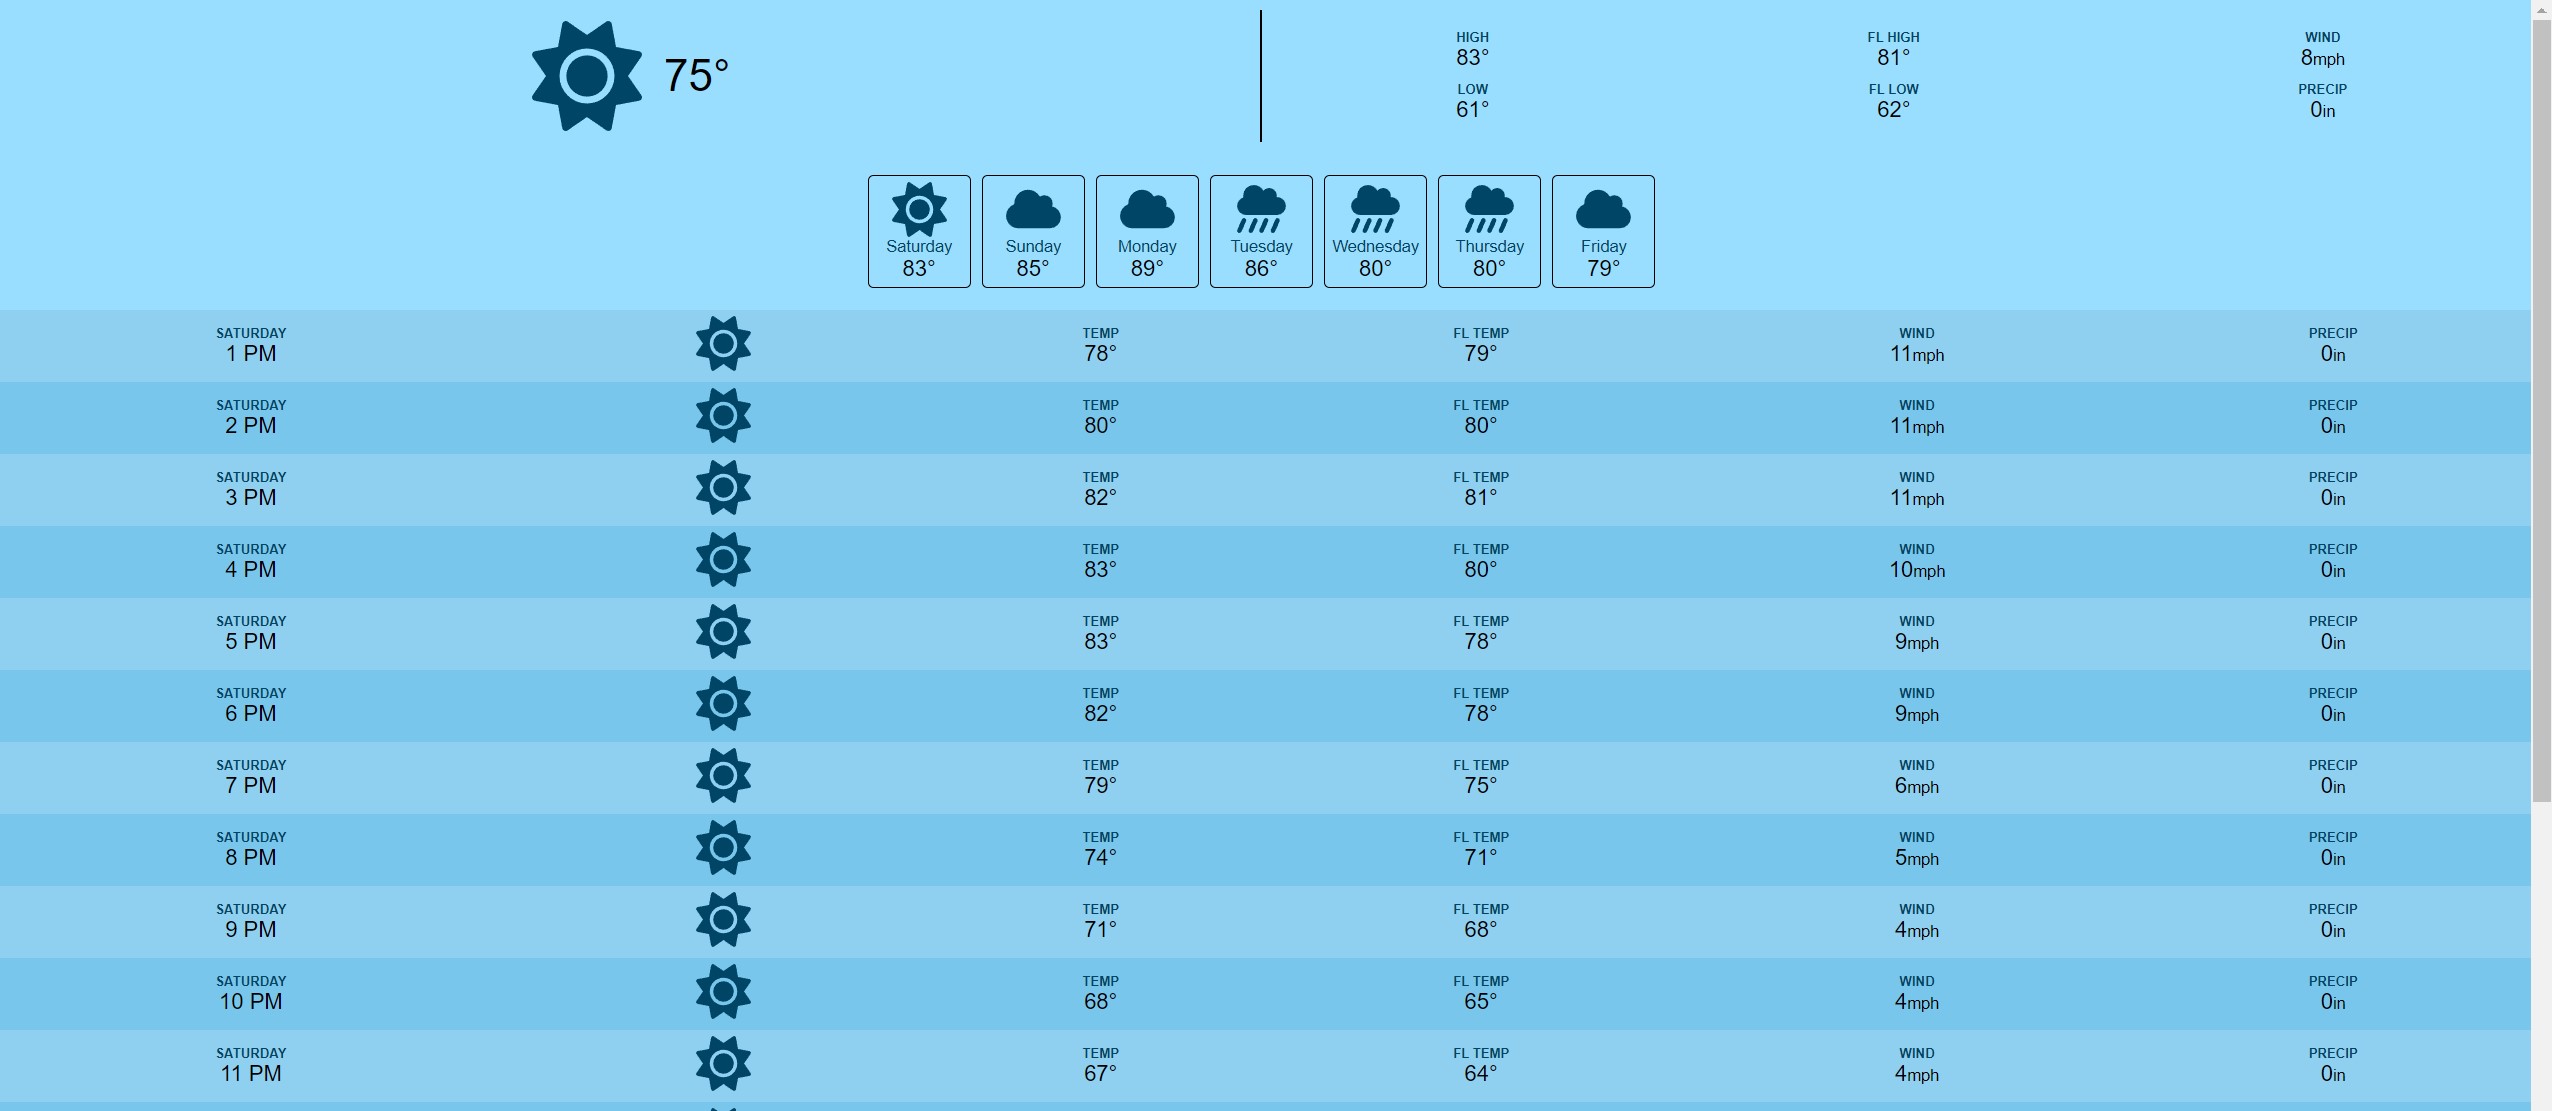 75°
HIGH FL HIGH WIND
83° 81° 8mph
LOW FL LOW PRECIP
61° 62° 0in
Saturday Sunday Monday Tuesday Wednesday Thursday Friday
83° 85° 89° 86° 80° 80° 79°
SATURDAY TEMP FL TEMP WIND PRECIP
1 PM 78° 79° 11mph 0in
SATURDAY TEMP FL TEMP WIND PRECIP
2 PM 80° 80° 11mph 0in
SATURDAY TEMP FL TEMP WIND PRECIP
3 PM 82° 81° 11mph 0in
SATURDAY TEMP FL TEMP WIND PRECIP
4 PM 83° 80° 10mph 0in
SATURDAY TEMP FL TEMP WIND PRECIP
5 PM 83° 78° 9mph 0in
SATURDAY TEMP FL TEMP WIND PRECIP
6 PM 82° 78° 9mph 0in
SATURDAY TEMP FL TEMP WIND PRECIP
7 PM 79° 75° 6mph 0in
SATURDAY TEMP FL TEMP WIND PRECIP
8 PM 74° 71° 5mph 0in
SATURDAY TEMP FL TEMP WIND PRECIP
9 PM 71° 68° 4mph 0in
SATURDAY TEMP FL TEMP WIND PRECIP
10 PM 68° 65° 4mph 0in
SATURDAY TEMP FL TEMP WIND PRECIP
11 PM 67° 64° 4mph 0in